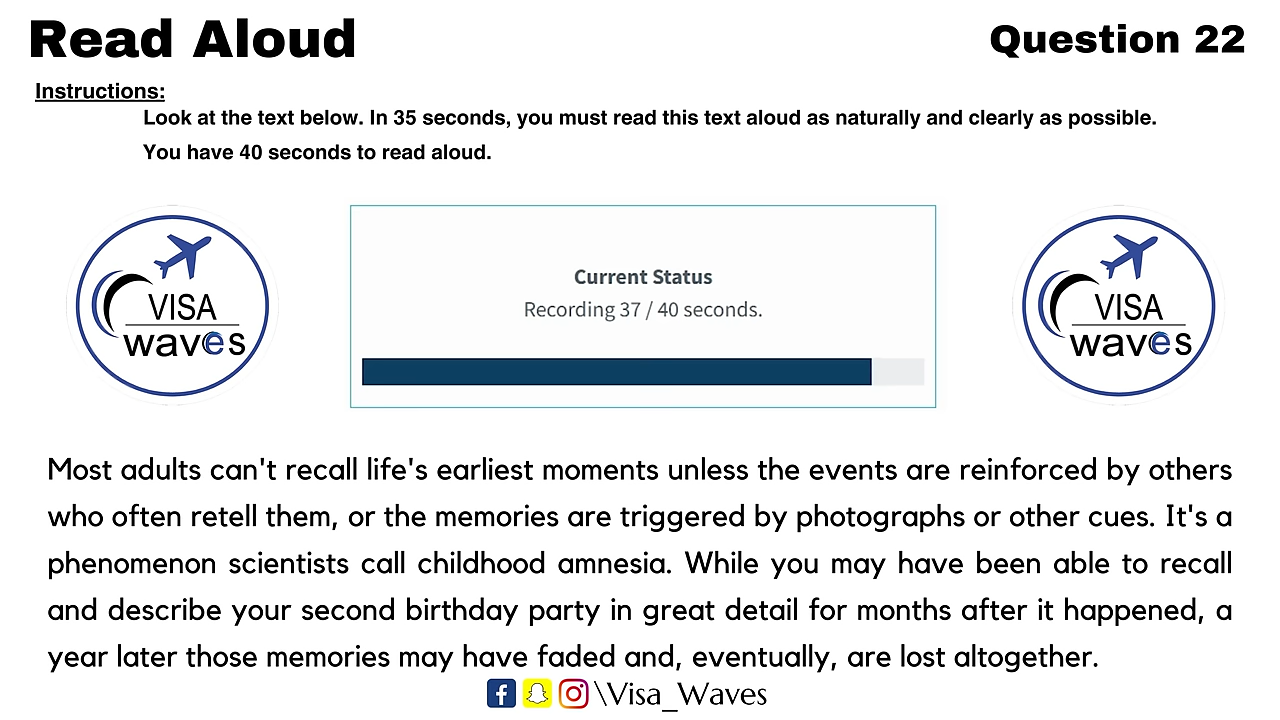 Read Aloud
Question 22
Instructions:
Look at the text below. In 35 seconds, you must read this text aloud as naturally and clearly as possible.
You have 40 seconds to read aloud.
VISA
waves
Current Status
Recording 37 / 40 seconds.
VISA
waves
Most adults can't recall life's earliest moments unless the events are reinforced by others
who often retell them, or the memories are triggered by photographs or other cues. It's a
phenomenon scientists call childhood amnesia. While you may have been able to recall
and describe your second birthday party in great detail for months after it happened, a
year later those memories may have faded and, eventually, are lost altogether.
\Visa_Waves